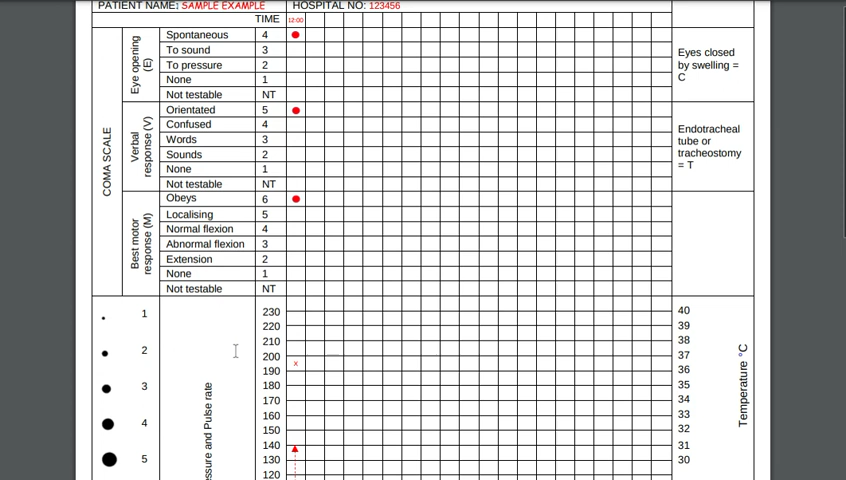 PATIENT NAME: SAMPLE EXAMPLE HOSPITAL NO: 123456
TIME 12:00
COMA SCALE
Eye opening
(E)
Spontaneous 4
To sound 3
To pressure 2
None 1
Not testable NT
Eyes closed
by swelling =
C
Verbal
response (V)
Orientated 5
Confused 4
Words 3
Sounds 2
None 1
Not testable NT
Endotracheal
tube or
tracheostomy
= T
Best motor
response (M)
Obeys 6
Localising 5
Normal flexion 4
Abnormal flexion 3
Extension 2
None 1
Not testable NT
1
2
3
4
5
ssure and Pulse rate
230
220
210
200
x
190
180
170
160
150
140
130
120
40
39
38
37
36
35
34
33
32
31
30
Temperature °C